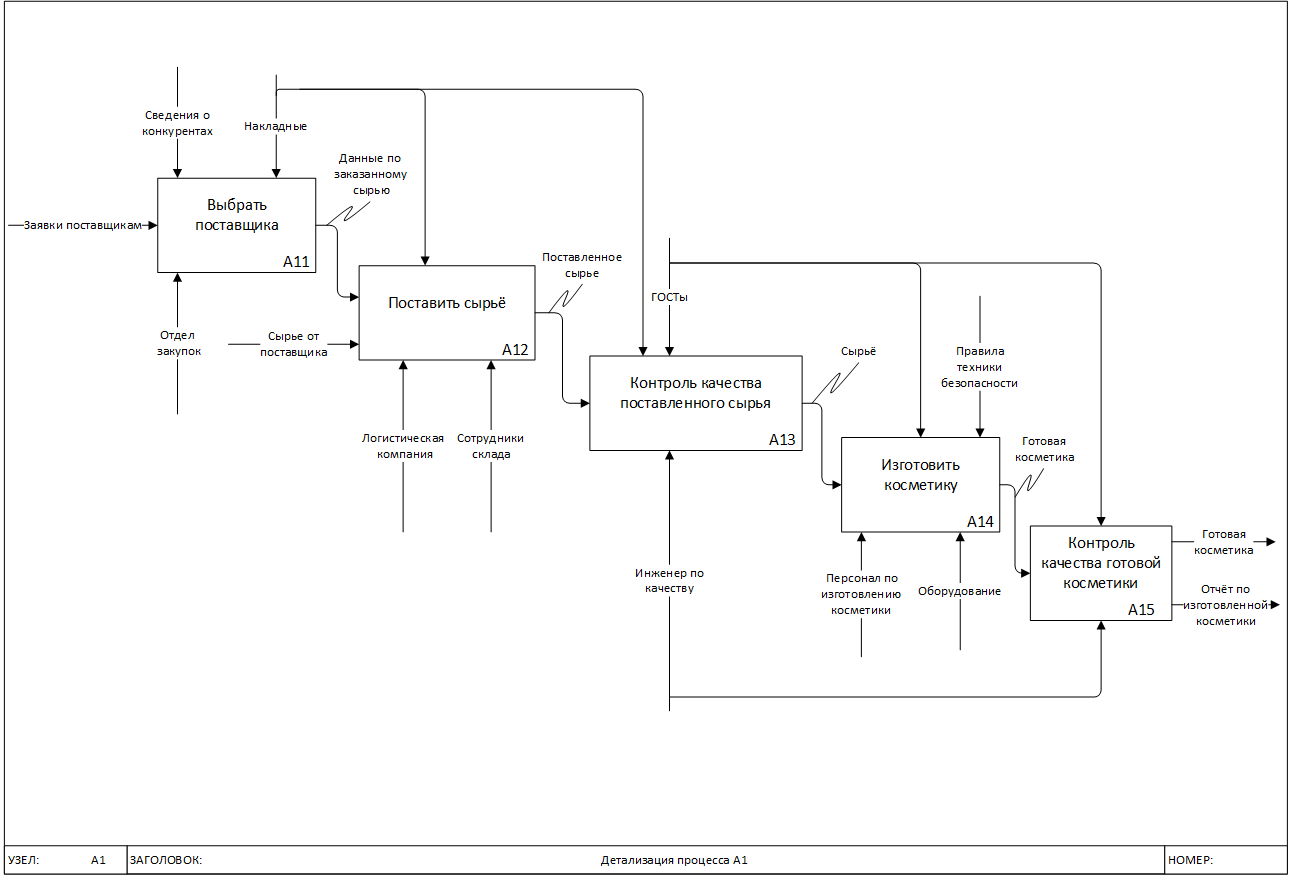 Сведения о
конкурентах
Накладные
Данные по
заказанному
сырью
Заявки поставщикам
Выбрать
поставщика
A11
Отдел
закупок
Сырье от
поставщика
Поставить сырьё
A12
Поставленное
сырье
Логистическая
компания
Сотрудники
склада
ГОСТы
Контроль качества
поставленного сырья
A13
Сырьё
Правила
техники
безопасности
Инженер по
качеству
Изготовить
косметику
A14
Готовая
косметика
Персонал по
изготовлению
косметики
Оборудование
Контроль
качества готовой
косметики
A15
Готовая
косметика
Отчёт по
изготовленной
косметики
УЗЕЛ: A1 ЗАГОЛОВОК: Детализация процесса A1 НОМЕР: